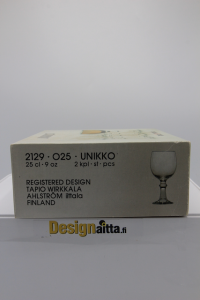 2129 · 025 · UNIKKO
25 cl · 9 oz 2 kpl · st · pcs
REGISTERED DESIGN
TAPIO WIRKKALA
AHLSTRÖM iittala
FINLAND
Designaitta.fi